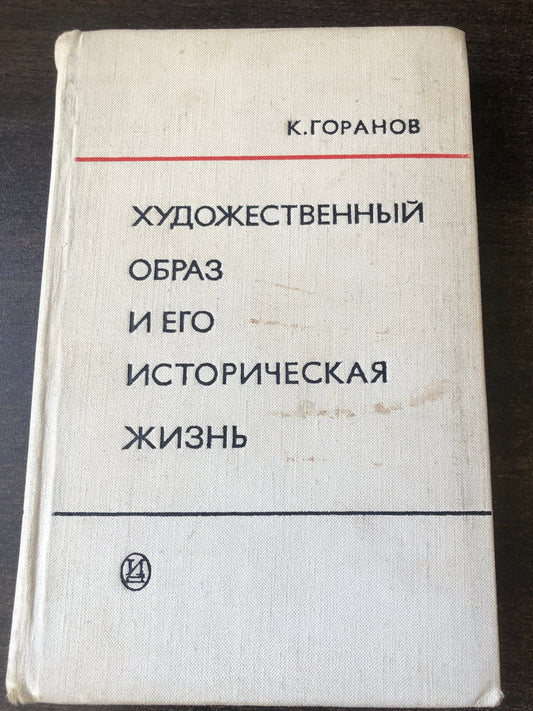 К. ГОРАНОВ
ХУДОЖЕСТВЕННЫЙ
ОБРАЗ
И ЕГО
ИСТОРИЧЕСКАЯ
ЖИЗНЬ